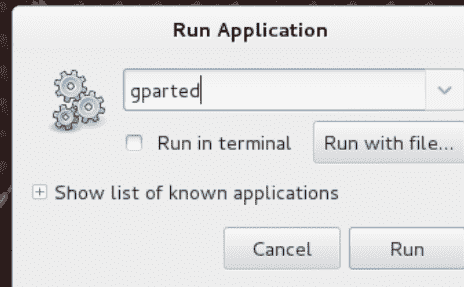 Run Application
gparted
Run in terminal
Run with file...
Show list of known applications
Cancel
Run